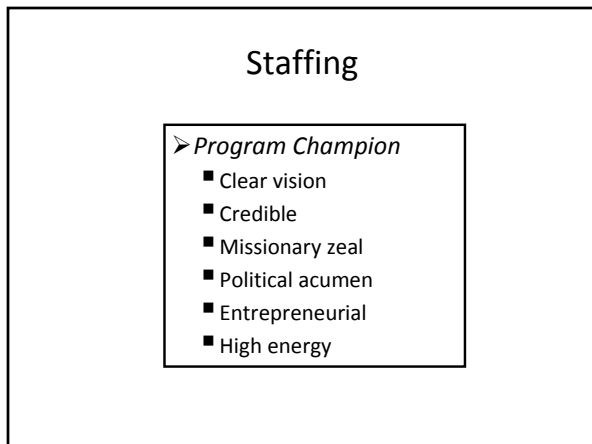 Staffing
➢ Program Champion
▪ Clear vision
▪ Credible
▪ Missionary zeal
▪ Political acumen
▪ Entrepreneurial
▪ High energy